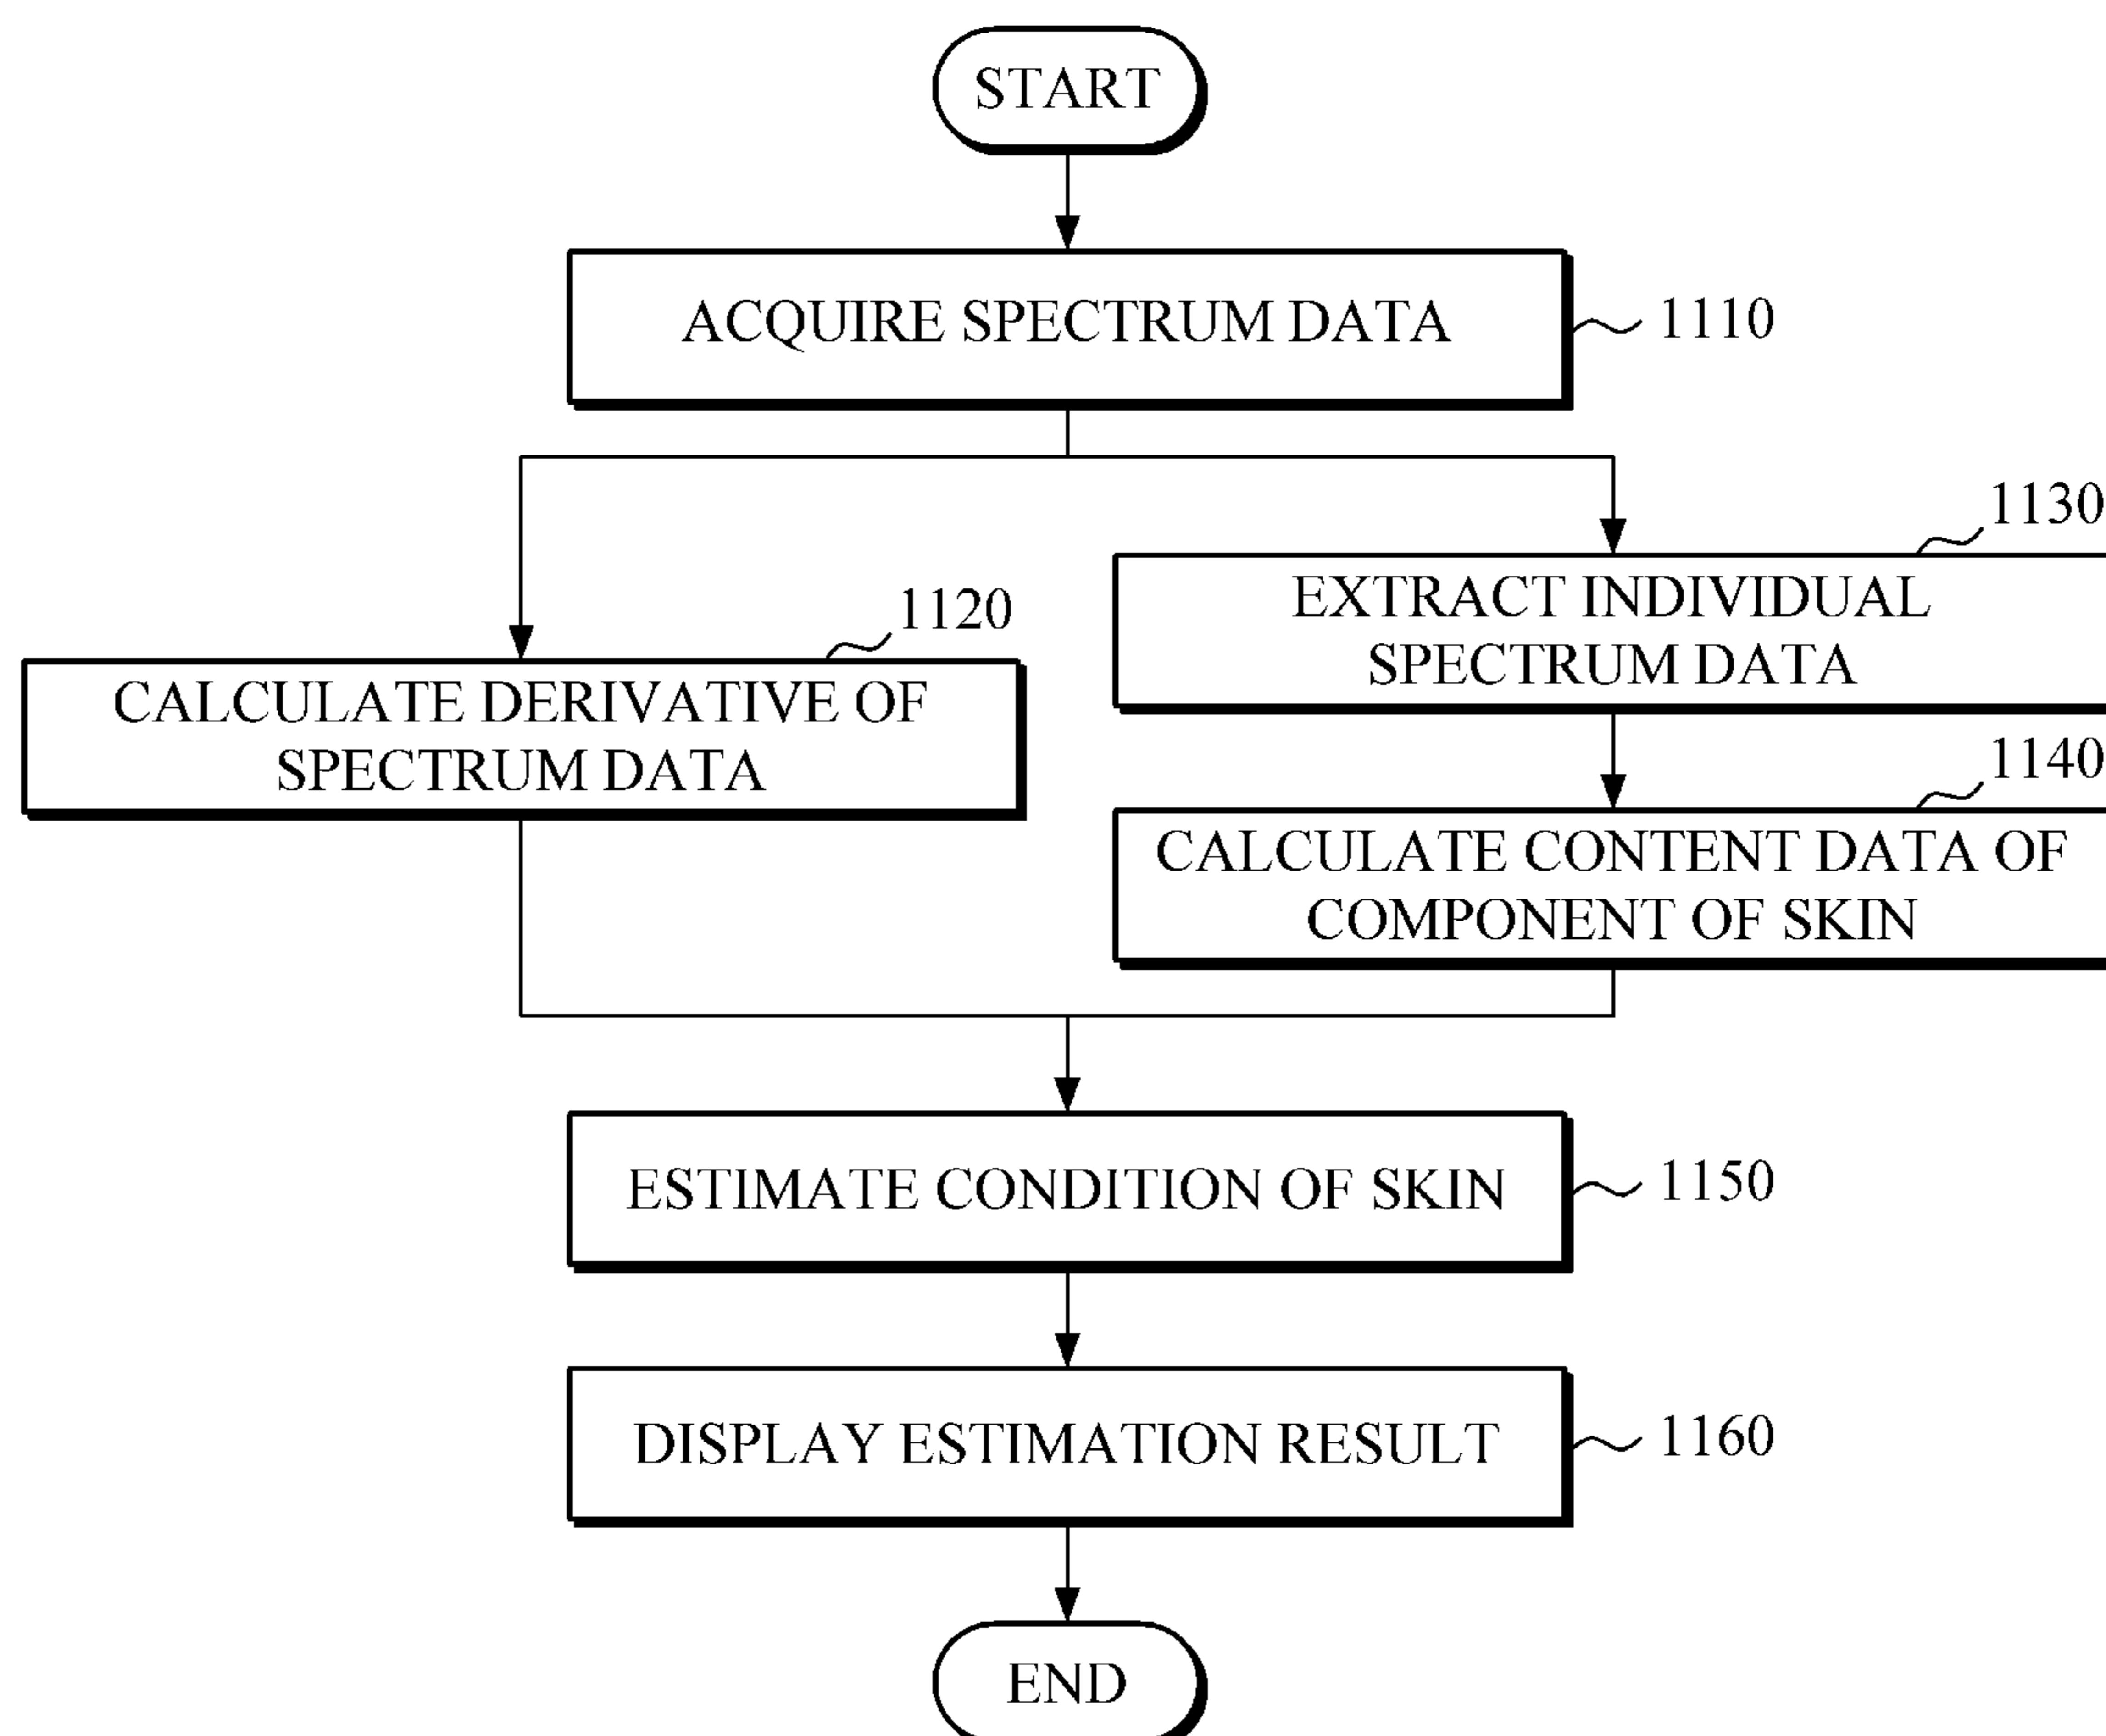 START
ACQUIRE SPECTRUM DATA
1110
1130
EXTRACT INDIVIDUAL
SPECTRUM DATA
1120
CALCULATE DERIVATIVE OF
SPECTRUM DATA
1140
CALCULATE CONTENT DATA OF
COMPONENT OF SKIN
ESTIMATE CONDITION OF SKIN
1150
DISPLAY ESTIMATION RESULT
1160
END